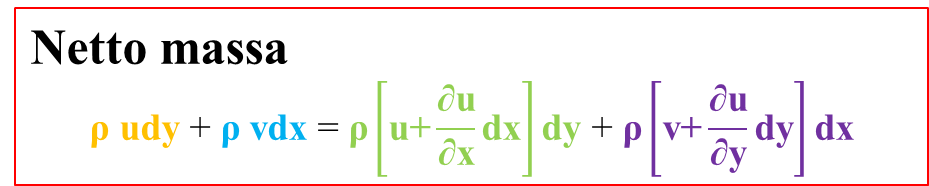 Netto massa
ρ udy + ρ vdx = ρ [u+ ∂u/∂x dx] dy + ρ [v+ ∂u/∂y dy] dx